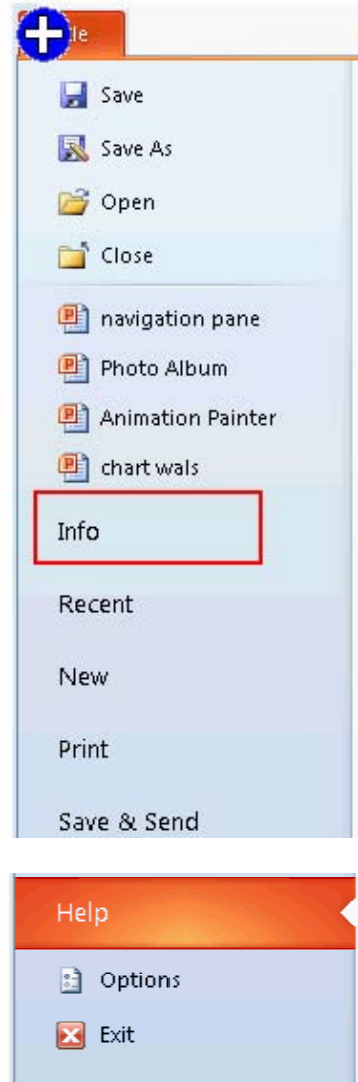 Save
Save As
Open
Close
navigation pane
Photo Album
Animation Painter
chart wals
Info
Recent
New
Print
Save & Send
Help
Options
Exit